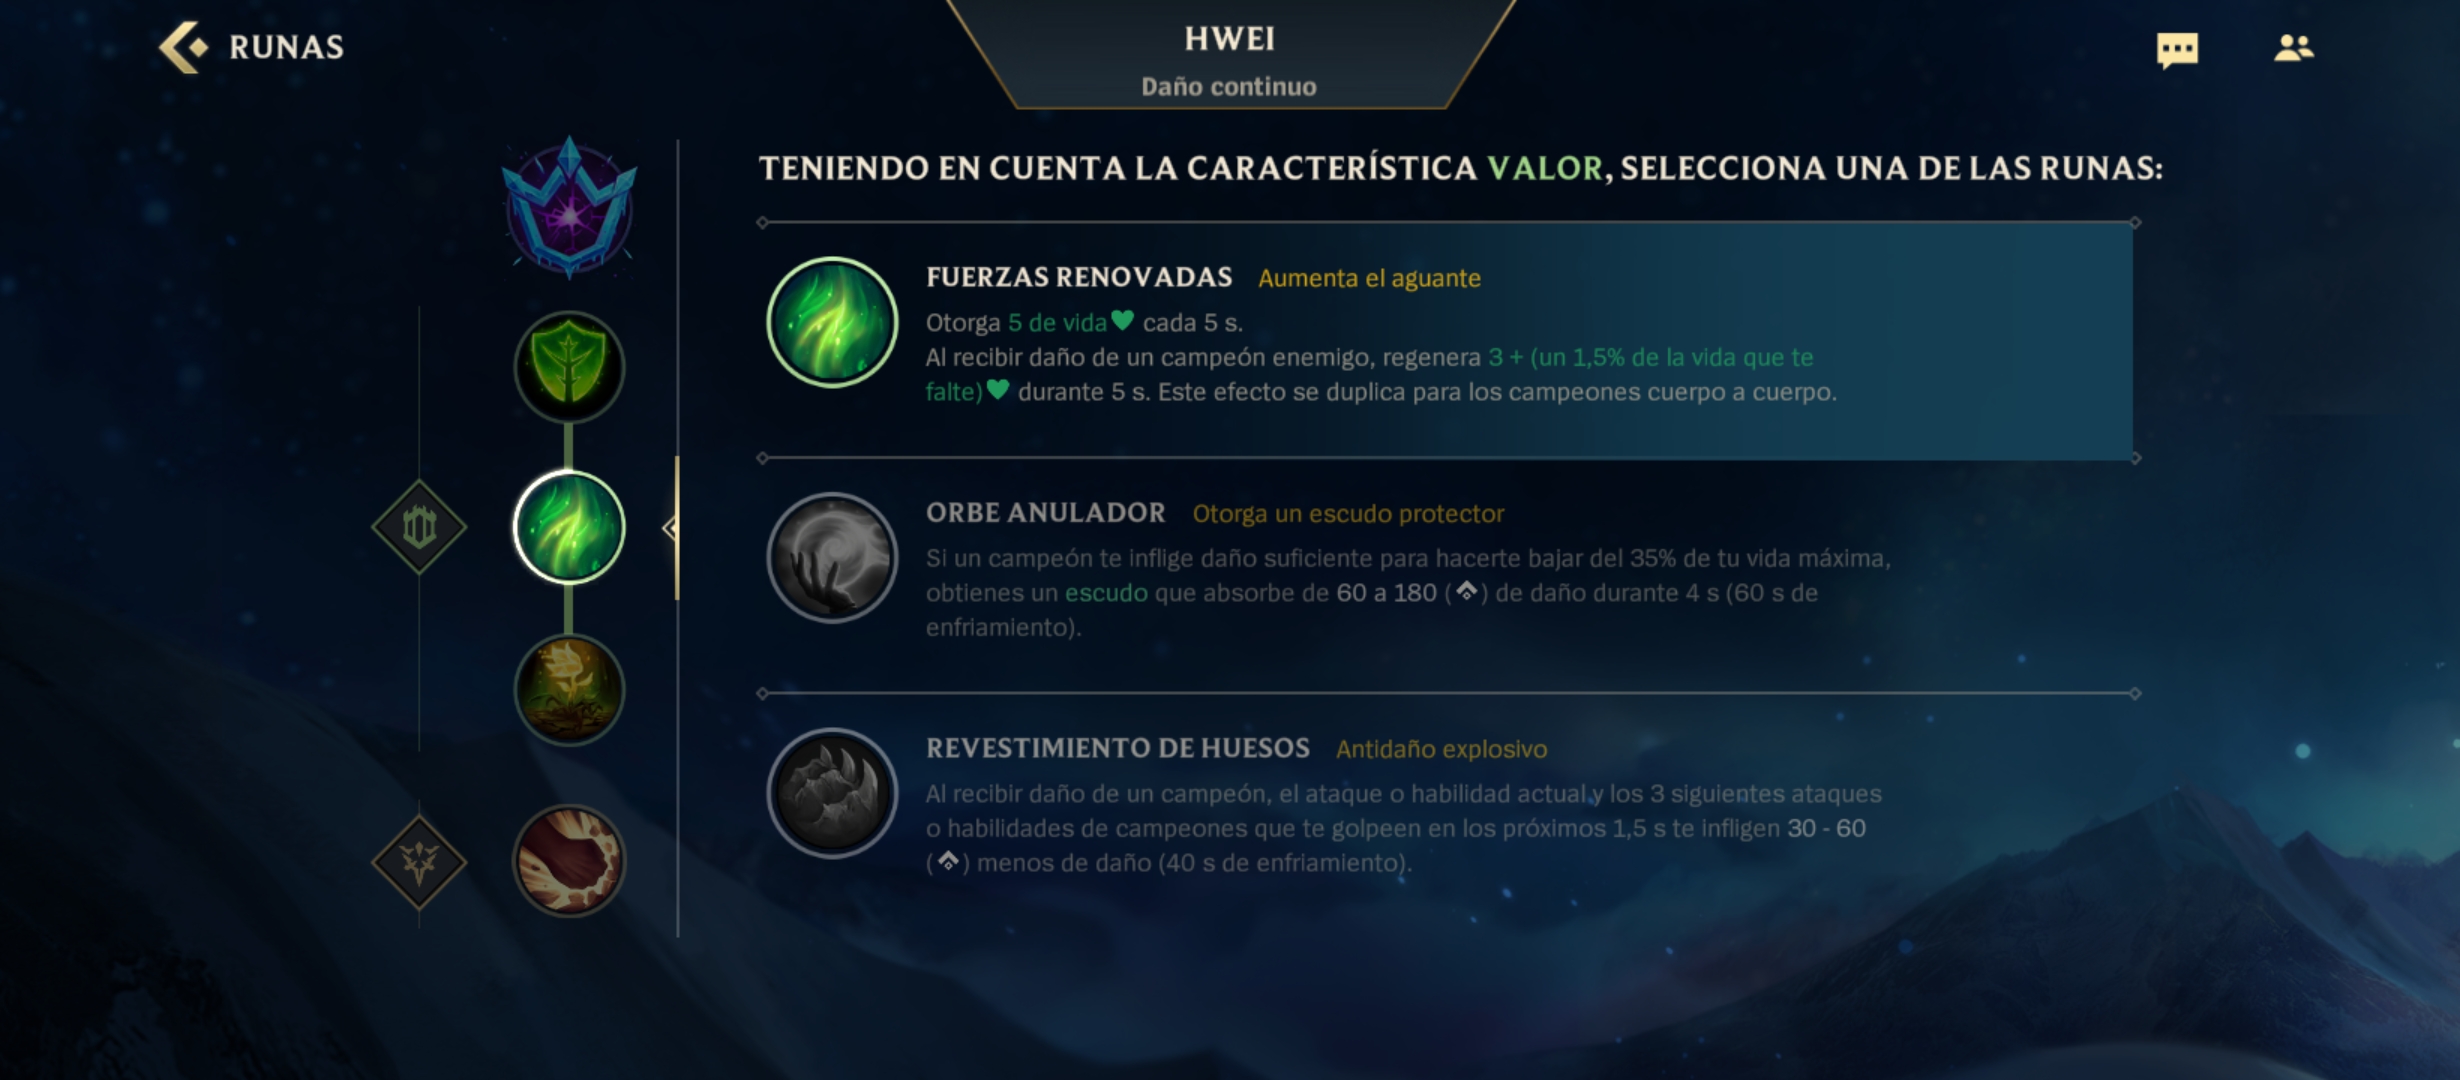 RUNAS
HWEI
Daño continuo
TENIENDO EN CUENTA LA CARACTERÍSTICA VALOR, SELECCIONA UNA DE LAS RUNAS:
FUERZAS RENOVADAS Aumenta el aguante
Otorga 5 de vida cada 5 s.
Al recibir daño de un campeón enemigo, regenera 3 + (un 1,5% de la vida que te
falte) durante 5 s. Este efecto se duplica para los campeones cuerpo a cuerpo.
ORBE ANULADOR Otorga un escudo protector
Si un campeón te inflige daño suficiente para hacerte bajar del 35% de tu vida máxima,
obtienes un escudo que absorbe de 60 a 180 ( ) de daño durante 4 s (60 s de
enfriamiento).
REVESTIMIENTO DE HUESOS Antidaño explosivo
Al recibir daño de un campeón, el ataque o habilidad actual y los 3 siguientes ataques
o habilidades de campeones que te golpeen en los próximos 1,5 s te infligen 30 - 60
( ) menos de daño (40 s de enfriamiento).